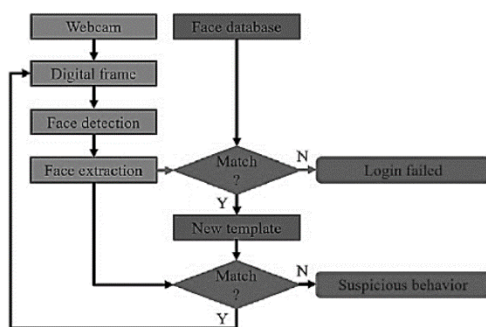 Webcam
Face database
Digital frame
Face detection
Face extraction
Match
?
N
Login failed
Y
New template
Match
?
N
Suspicious behavior
Y